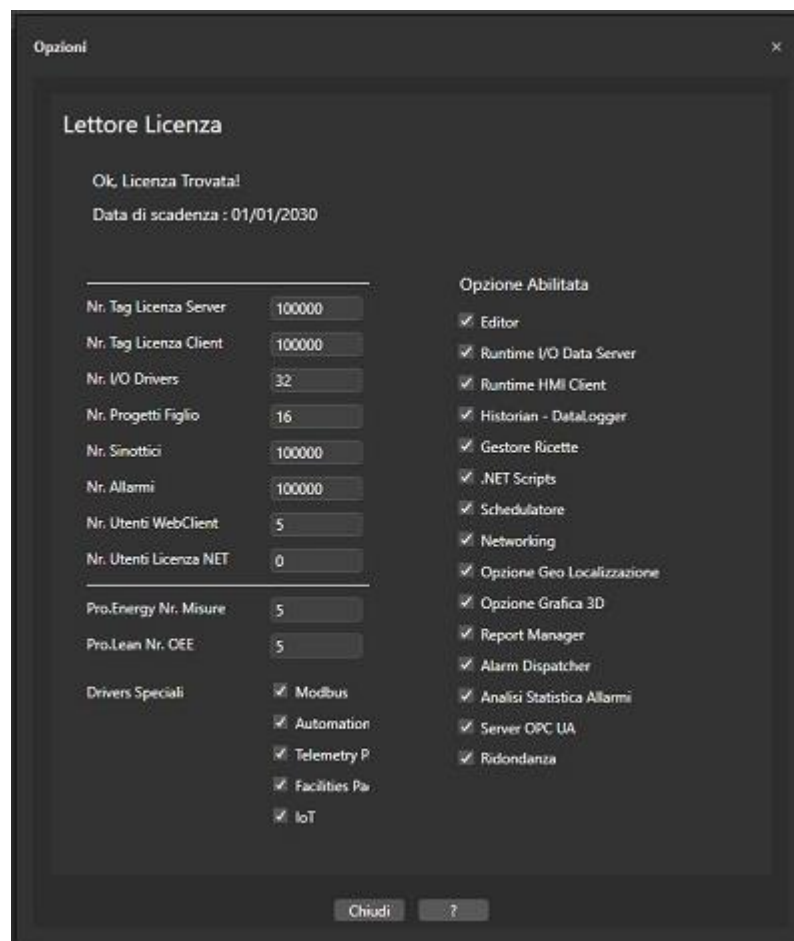 Opzioni
Lettore Licenza
Ok, Licenza Trovata!
Data di scadenza : 01/01/2030
Nr. Tag Licenza Server 100000
Nr. Tag Licenza Client 100000
Nr. I/O Drivers 32
Nr. Progetti Figlio 16
Nr. Sinottici 100000
Nr. Allarmi 100000
Nr. Utenti WebClient 5
Nr. Utenti Licenza NET 0
Pro.Energy Nr. Misure 5
Pro.Lean Nr. OEE 5
Drivers Speciali
Modbus
Automation
Telemetry P
Facilities Pa
IoT
Opzione Abilitata
Editor
Runtime I/O Data Server
Runtime HMI Client
Historian - DataLogger
Gestore Ricette
.NET Scripts
Schedulatore
Networking
Opzione Geo Localizzazione
Opzione Grafica 3D
Report Manager
Alarm Dispatcher
Analisi Statistica Allarmi
Server OPC UA
Ridondanza
Chiudi ?